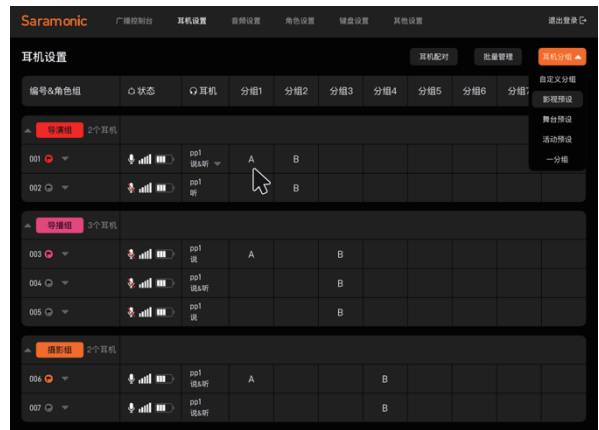 Saramonic 广播控制台 耳机设置 音频设置 角色设置 键盘设置 其他设置 退出登录
耳机设置 耳机配对 批量管理 耳机分组
编号&角色组 状态 耳机 分组1 分组2 分组3 分组4 分组5 分组6 分组7
自定义分组
影视预设
舞台预设
活动预设
一分组
导演组 2个耳机
001 pp1 说&听 A B
002 pp1 听 B
导播组 3个耳机
003 pp1 说 A B
004 pp1 说&听 B
005 pp1 说 B
摄影组 2个耳机
006 pp1 说&听 A B
007 pp1 说&听 B